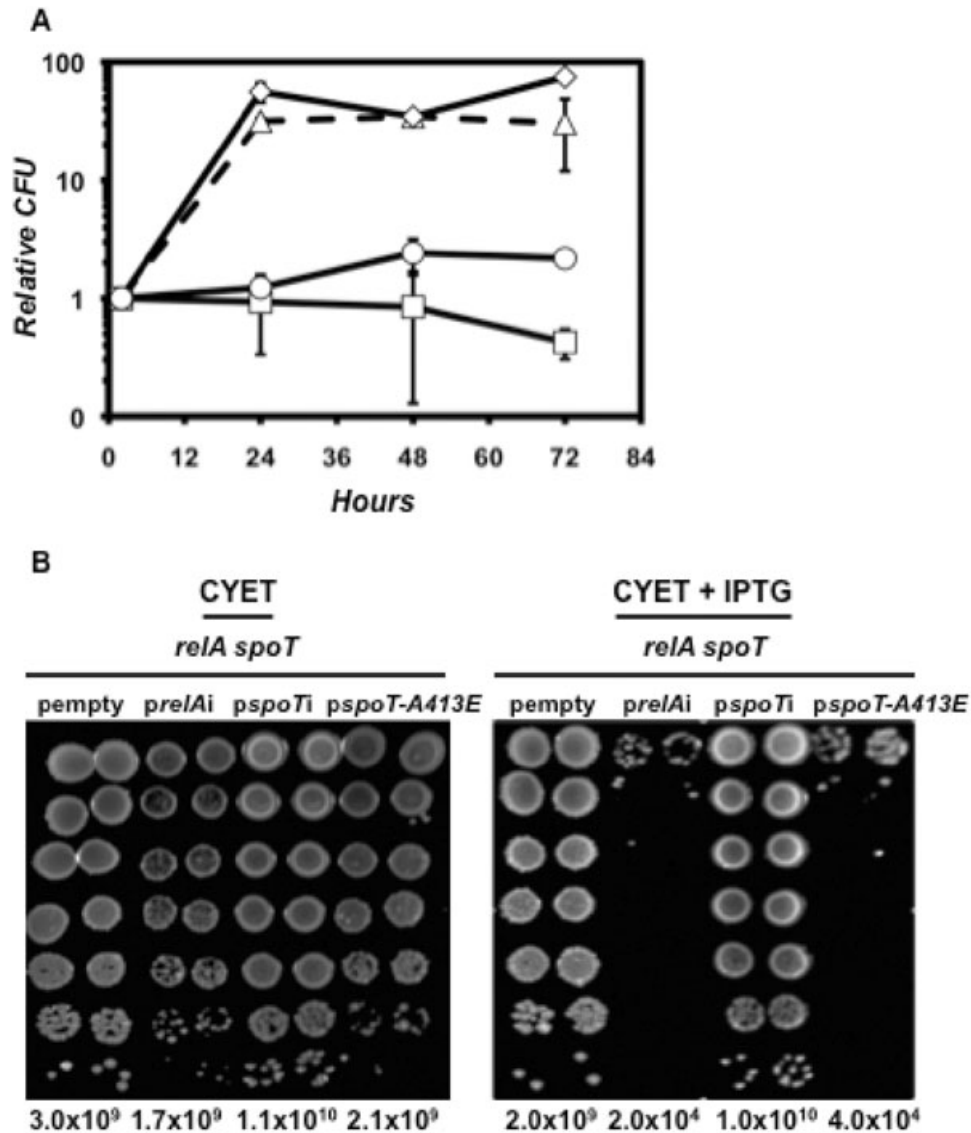 A
100
10
1
0
Relative CFU
0 12 24 36 48 60 72 84
Hours
B
CYET
relA spoT
pempty prelAi pspoTi pspoT-A413E
3.0x10⁹ 1.7x10⁹ 1.1x10¹⁰ 2.1x10⁹
CYET + IPTG
relA spoT
pempty prelAi pspoTi pspoT-A413E
2.0x10⁹ 2.0x10⁴ 1.0x10¹⁰ 4.0x10⁴